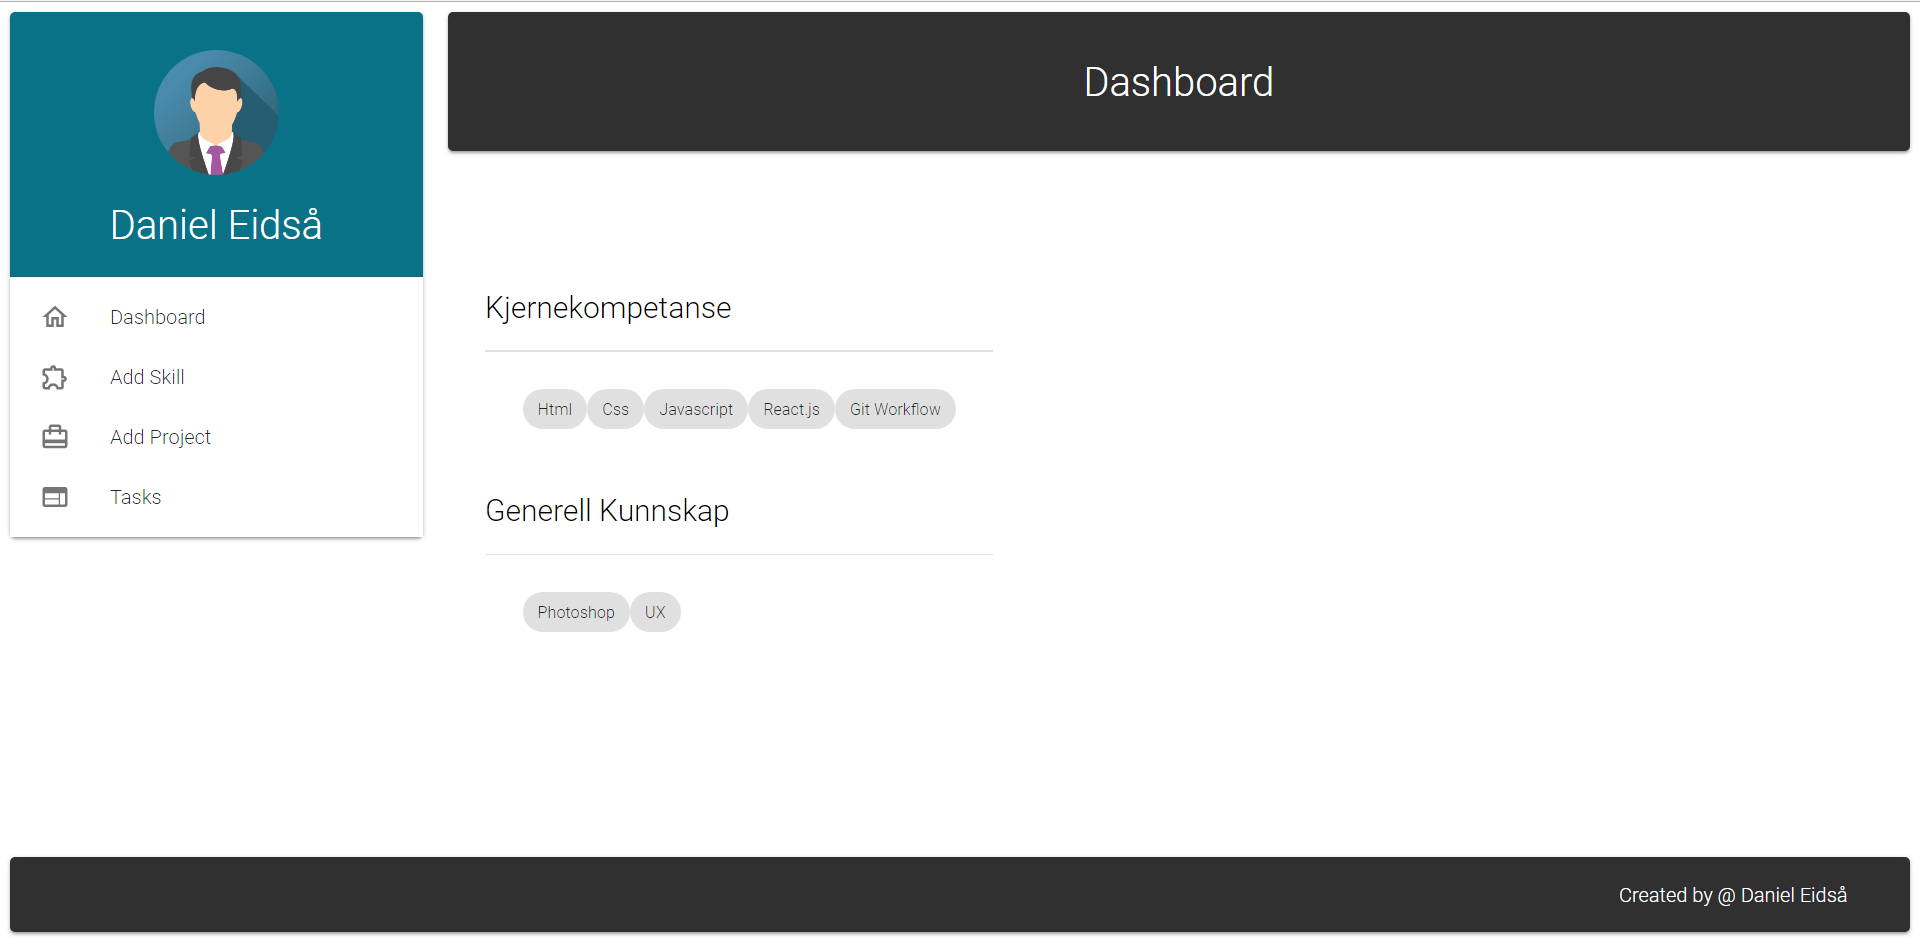 Daniel Eidså
Dashboard
Add Skill
Add Project
Tasks
Dashboard
Kjernekompetanse
Html Css Javascript React.js Git Workflow
Generell Kunnskap
Photoshop UX
Created by @ Daniel Eidså